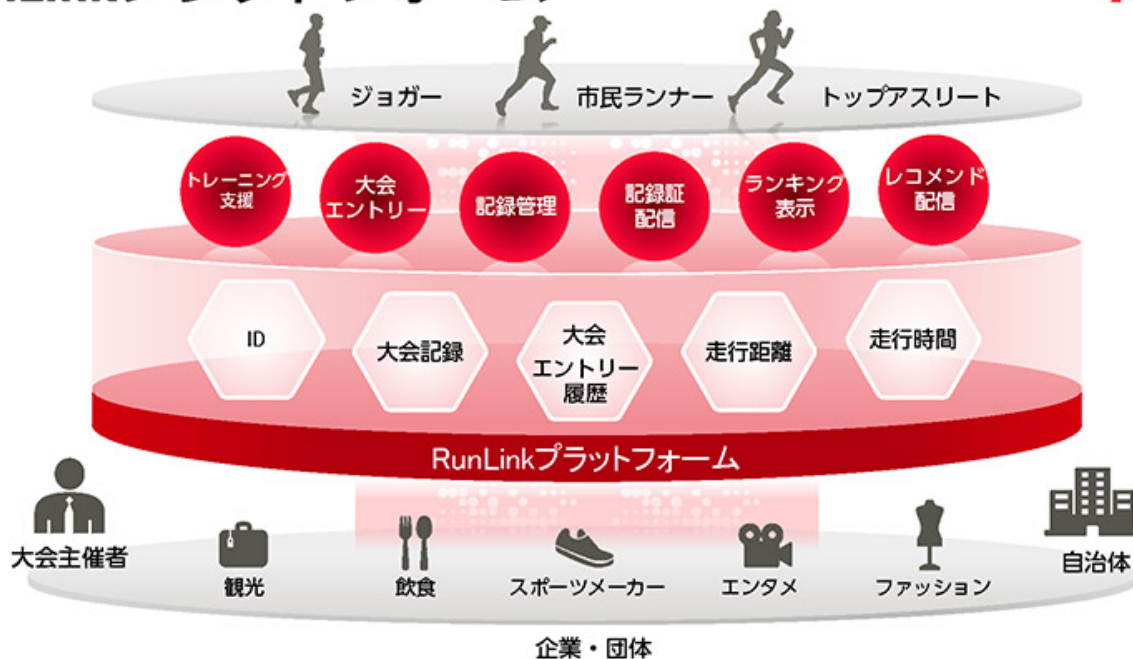 ジョガー
市民ランナー
トップアスリート
トレーニング
支援
大会
エントリー
記録管理
記録証
配信
ランキング
表示
レコメンド
配信
ID
大会記録
大会
エントリー
履歴
走行距離
走行時間
RunLinkプラットフォーム
大会主催者
観光
飲食
スポーツメーカー
エンタメ
ファッション
自治体
企業・団体